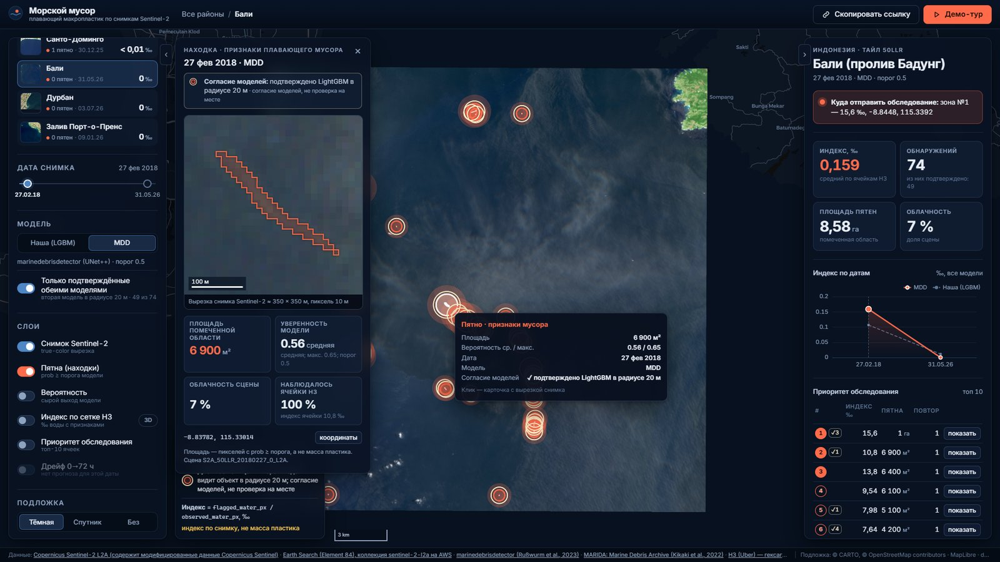 Морской мусор
плавающий макропластик по снимкам Sentinel-2
Все районы / Бали
Скопировать ссылку
Демо-тур
Pemecutan Klod
Sakti
Sompang
Bunga Mekar
Санто-Доминго
1 пятно · 30.12.25
< 0,01 ‰
Бали
0 пятен · 31.05.26
0 ‰
Дурбан
0 пятен · 03.07.26
0 ‰
Залив Порт-о-Пренс
0 пятен · 09.01.26
0 ‰
ДАТА СНИМКА
27 фев 2018
27.02.18
31.05.26
МОДЕЛЬ
Наша (LGBM)
MDD
marinedebrisdetector (UNet++) · порог 0.5
Только подтверждённые
обеими моделями
вторая модель в радиусе 20 м · 49 из 74
СЛОИ
Снимок Sentinel-2
true-color вырезка
Пятна (находки)
prob ≥ порога модели
Вероятность
сырой выход модели
Индекс по сетке H3
‰ воды с признаками
3D
Приоритет обследования
топ-10 ячеек
Дрейф 0→72 ч
нет прогноза для этой даты
ПОДЛОЖКА
Тёмная
Спутник
Без
НАХОДКА · ПРИЗНАКИ ПЛАВАЮЩЕГО МУСОРА
27 фев 2018 · MDD
Согласие моделей: подтверждено LightGBM в
радиусе 20 м · согласие моделей, не проверка на
месте
100 м
Вырезка снимка Sentinel-2 ≈ 350 × 350 м, пиксель 10 м
ПЛОЩАДЬ
ПОМЕЧЕННОЙ
ОБЛАСТИ
6 900 м²
УВЕРЕННОСТЬ
МОДЕЛИ
0.56 средняя
средняя; макс. 0.65; порог
0.5
ОБЛАЧНОСТЬ СЦЕНЫ
7 %
НАБЛЮДАЛОСЬ
ЯЧЕЙКИ H3
100 %
индекс ячейки 10,8 ‰
−8.83782, 115.33014
координаты
Площадь — пикселей с prob ≥ порога, а не масса пластика.
Сцена S2A_50LLR_20180227_0_L2A.
видит объект в радиусе 20 м; согласие
моделей, не проверка на месте
Индекс = flagged_water_px /
observed_water_px, ‰
индекс по снимку, не масса пластика
3 km
Пятно · признаки мусора
Площадь 6 900 м²
Вероятность ср. / макс. 0.56 / 0.65
Дата 27 фев 2018
Модель MDD
Согласие моделей ✓ подтверждено LightGBM в радиусе 20 м
Клик — карточка с вырезкой снимка
ИНДОНЕЗИЯ · ТАЙЛ 50LLR
Бали (пролив Бадунг)
27 фев 2018 · MDD · порог 0.5
Куда отправить обследование: зона №1
— 15,6 ‰, −8.8448, 115.3392
ИНДЕКС, ‰
0,159
средний по ячейкам H3
ОБНАРУЖЕНИЙ
74
из них подтверждено:
49
ПЛОЩАДЬ ПЯТЕН
8,58 га
помеченная область
ОБЛАЧНОСТЬ
7 %
доля сцены
Индекс по датам
‰, все модели
MDD
Наша (LGBM)
0.2
0.15
0.1
0.05
0
27.02.18
31.05.26
Приоритет обследования
топ 10
# ИНДЕКС ‰ ПЯТНА ПОВТОР
1 ✓3 15,6 1 га 1 показать
2 ✓1 10,8 6 900 м² 1 показать
3 13,8 6 400 м² 1 показать
4 9,54 6 100 м² 1 показать
5 ✓1 7,98 5 100 м² 1 показать
6 ✓4 7,64 4 200 м² 1 показать
Данные: Copernicus Sentinel-2 L2A (содержит модифицированные данные Copernicus Sentinel) · Earth Search (Element 84), коллекция sentinel-2-l2a на AWS · marinedebrisdetector (Rußwurm et al., 2023) · MARIDA: Marine Debris Archive (Kikaki et al., 2022) · H3 (Uber) — гексаг...
Подложка: © CARTO, © OpenStreetMap contributors · MapLibre · d...